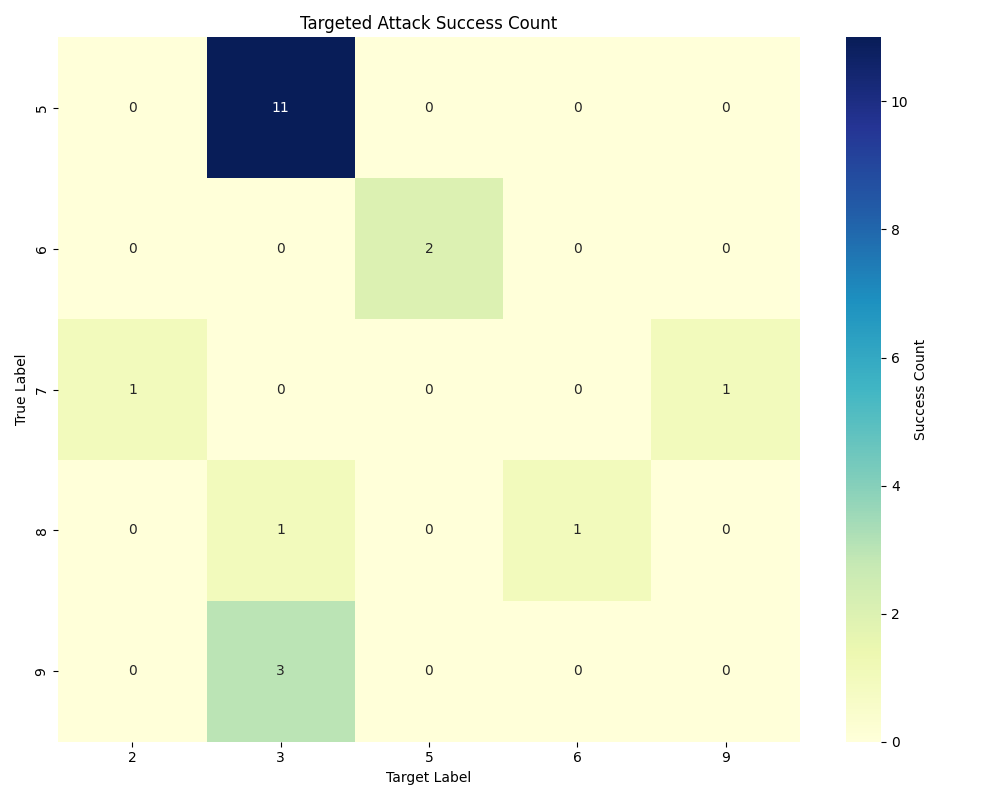 Targeted Attack Success Count
True Label
5 0 11 0 0 0
6 0 0 2 0 0
7 1 0 0 0 1
8 0 1 0 1 0
9 0 3 0 0 0
2 3 5 6 9
Target Label
10
8
6
4
2
0
Success Count